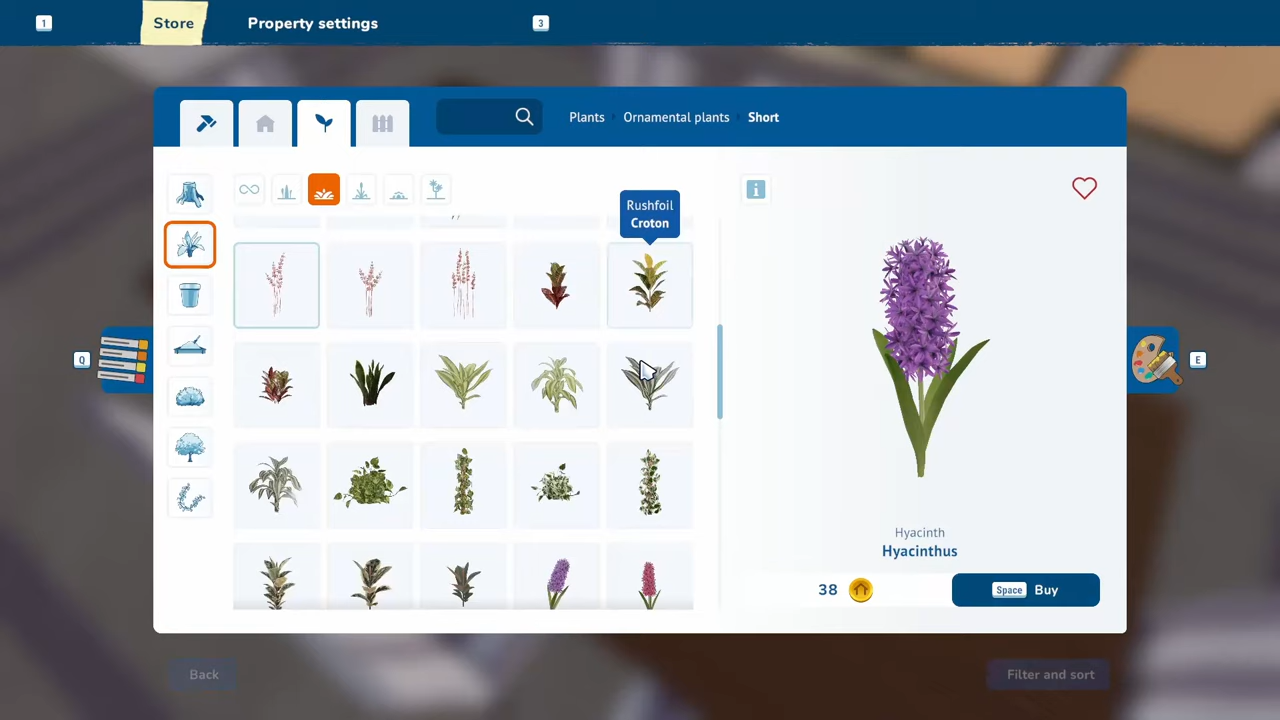 1
Store
Property settings
3
Plants
Ornamental plants
Short
Rushfoil
Croton
Q
E
Hyacinth
Hyacinthus
38
Space
Buy
Back
Filter and sort